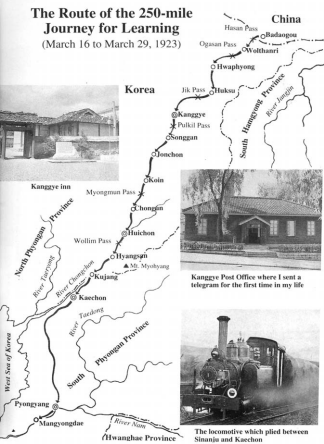 The Route of the 250-mile
Journey for Learning
(March 16 to March 29, 1923)
China
Hasan Pass
Badaogou
Ogasan Pass
Wolthanri
Hwaphyong
Korea
Jik Pass
Huksu
South Hamgyong Province
River Jangjin
Kanggye
Pulkil Pass
Songgan
Jonchon
Kanggye inn
Koin
Myongmun Pass
Chongun
Huichon
Wollim Pass
Hyangsan
Mt. Myohyang
Kanggye Post Office where I sent a
telegram for the first time in my life
North Phyongan Province
River Chongchon
Kujang
Kaechon
River Taedong
West Sea of Korea
South Phyongan Province
Pyongyang
Mangyongdae
River Nam
Hwanghae Province
The locomotive which plied between
Sinanju and Kaechon